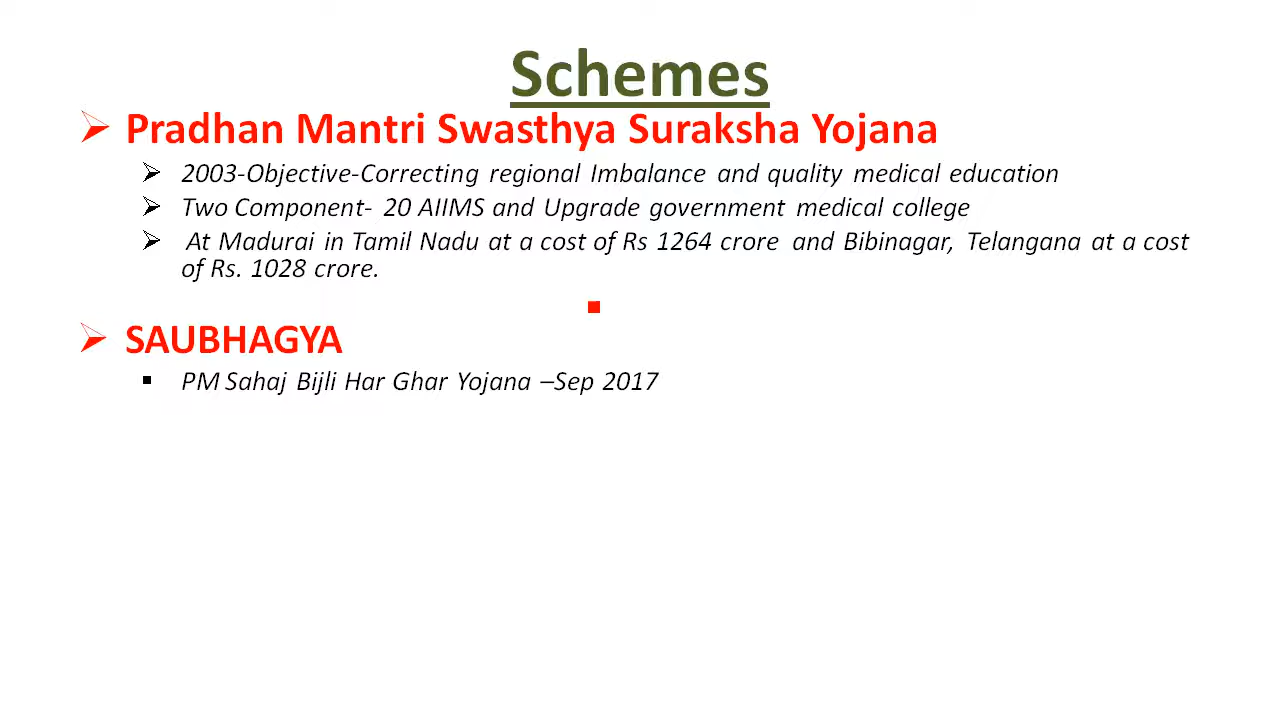 Schemes
Pradhan Mantri Swasthya Suraksha Yojana
2003-Objective-Correcting regional Imbalance and quality medical education
Two Component- 20 AIIMS and Upgrade government medical college
At Madurai in Tamil Nadu at a cost of Rs 1264 crore and Bibinagar, Telangana at a cost
of Rs. 1028 crore.
SAUBHAGYA
PM Sahaj Bijli Har Ghar Yojana –Sep 2017